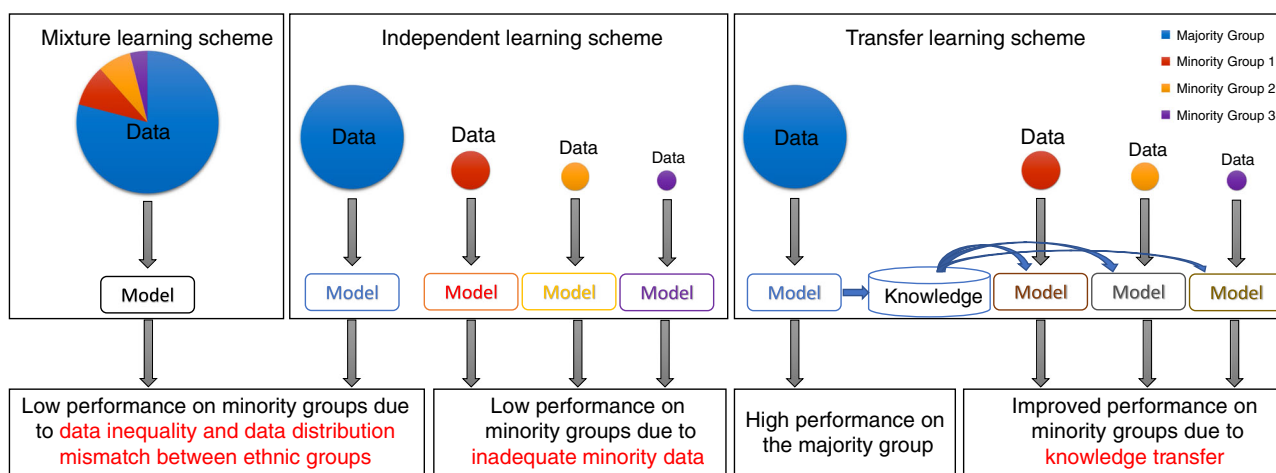 Mixture learning scheme
Data
Model
Independent learning scheme
Data
Data
Data
Data
Model
Model
Model
Model
Transfer learning scheme
Majority Group
Minority Group 1
Minority Group 2
Minority Group 3
Data
Data
Data
Data
Model
Knowledge
Model
Model
Model
Low performance on minority groups due
to data inequality and data distribution
mismatch between ethnic groups
Low performance on
minority groups due to
inadequate minority data
High performance on
the majority group
Improved performance on
minority groups due to
knowledge transfer